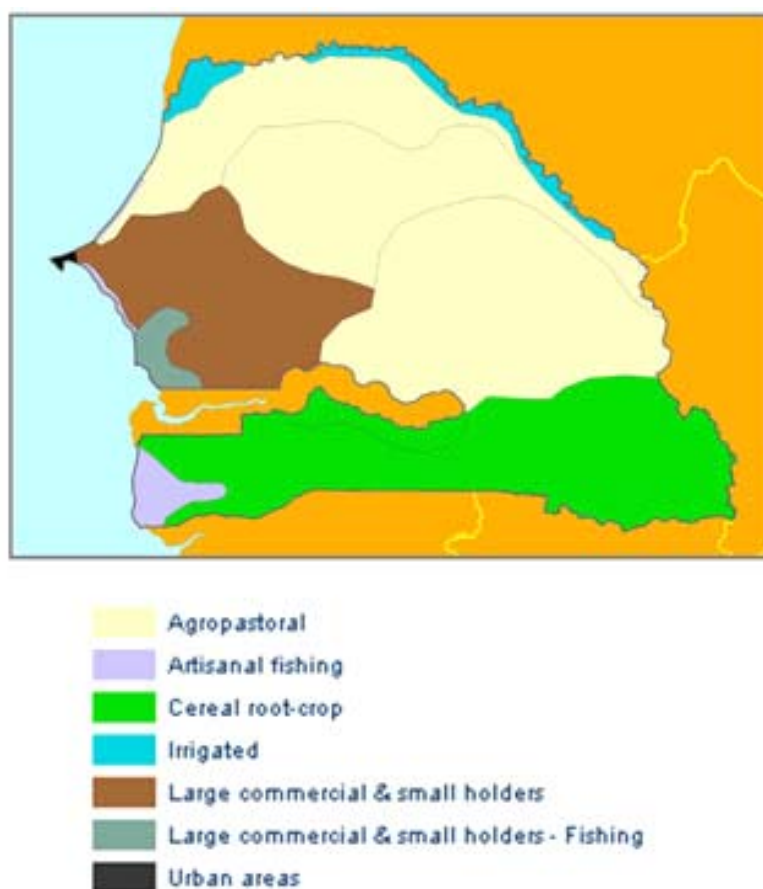 Agropastoral
Artisanal fishing
Cereal root-crop
Irrigated
Large commercial & small holders
Large commercial & small holders - Fishing
Urban areas